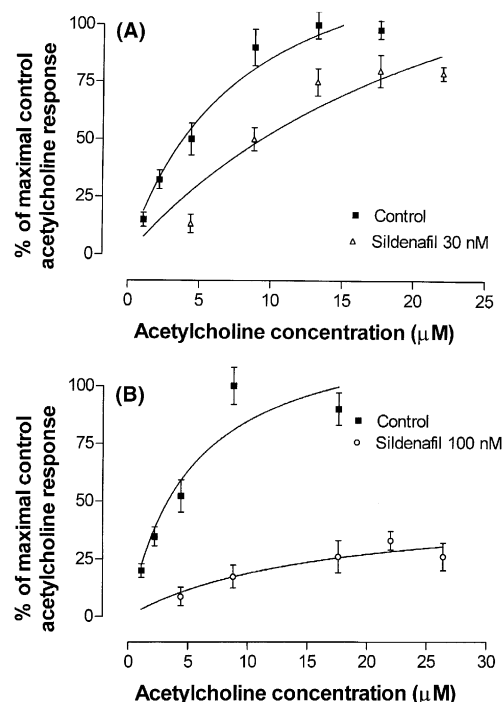 (A)
% of maximal control
acetylcholine response
100
75
50
25
0
Control
Sildenafil 30 nM
0 5 10 15 20 25
Acetylcholine concentration (μM)
(B)
% of maximal control
acetylcholine response
100
75
50
25
0
Control
Sildenafil 100 nM
0 5 10 15 20 25 30
Acetylcholine concentration (μM)